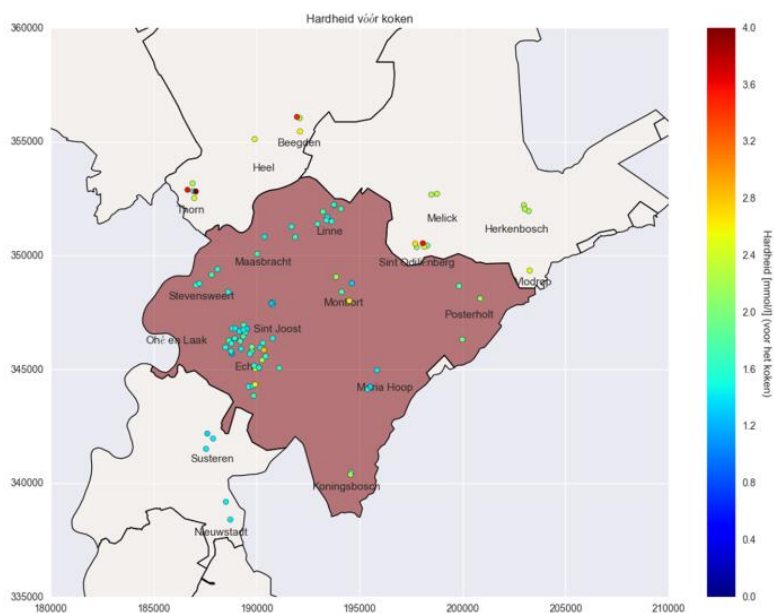 Hardheid vóór koken
360000
4.0
3.6
355000
Beegden
Heel
3.2
Thorn
Melick
Herkenbosch
2.8
Linne
350000
Maasbracht
Sint Odiliënberg
2.4
Vlodrop
Stevensweert
Montfort
Posterholt
2.0
Sint Joost
Ohé en Laak
Echt
345000
Maria Hoop
1.6
1.2
Susteren
Koningsbosch
340000
0.8
Nieuwstadt
0.4
335000
0.0
180000 185000 190000 195000 200000 205000 210000
Hardheid [mmol/l] (voor het koken)